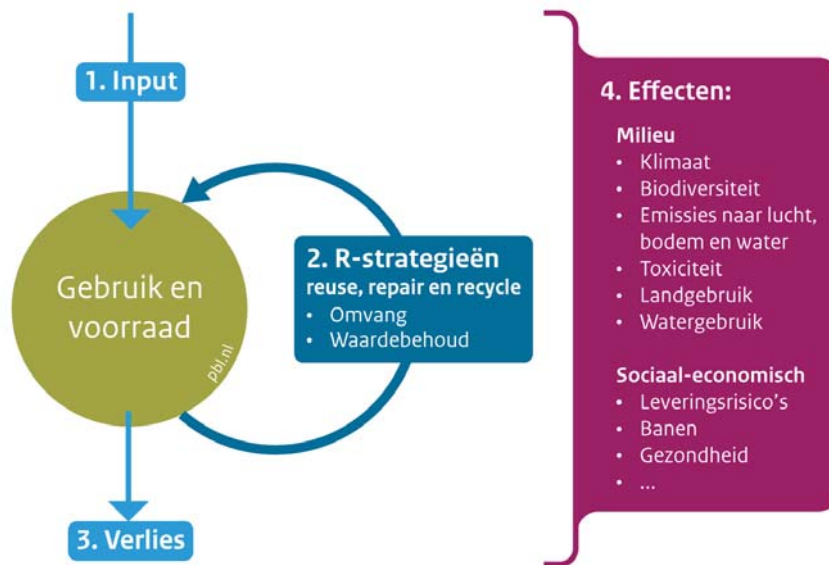 1. Input
Gebruik en
voorraad
pbl.nl
2. R-strategieën
reuse, repair en recycle
• Omvang
• Waardebehoud
3. Verlies
4. Effecten:
Milieu
• Klimaat
• Biodiversiteit
• Emissies naar lucht,
bodem en water
• Toxiciteit
• Landgebruik
• Watergebruik
Sociaal-economisch
• Leveringsrisico's
• Banen
• Gezondheid
• ...